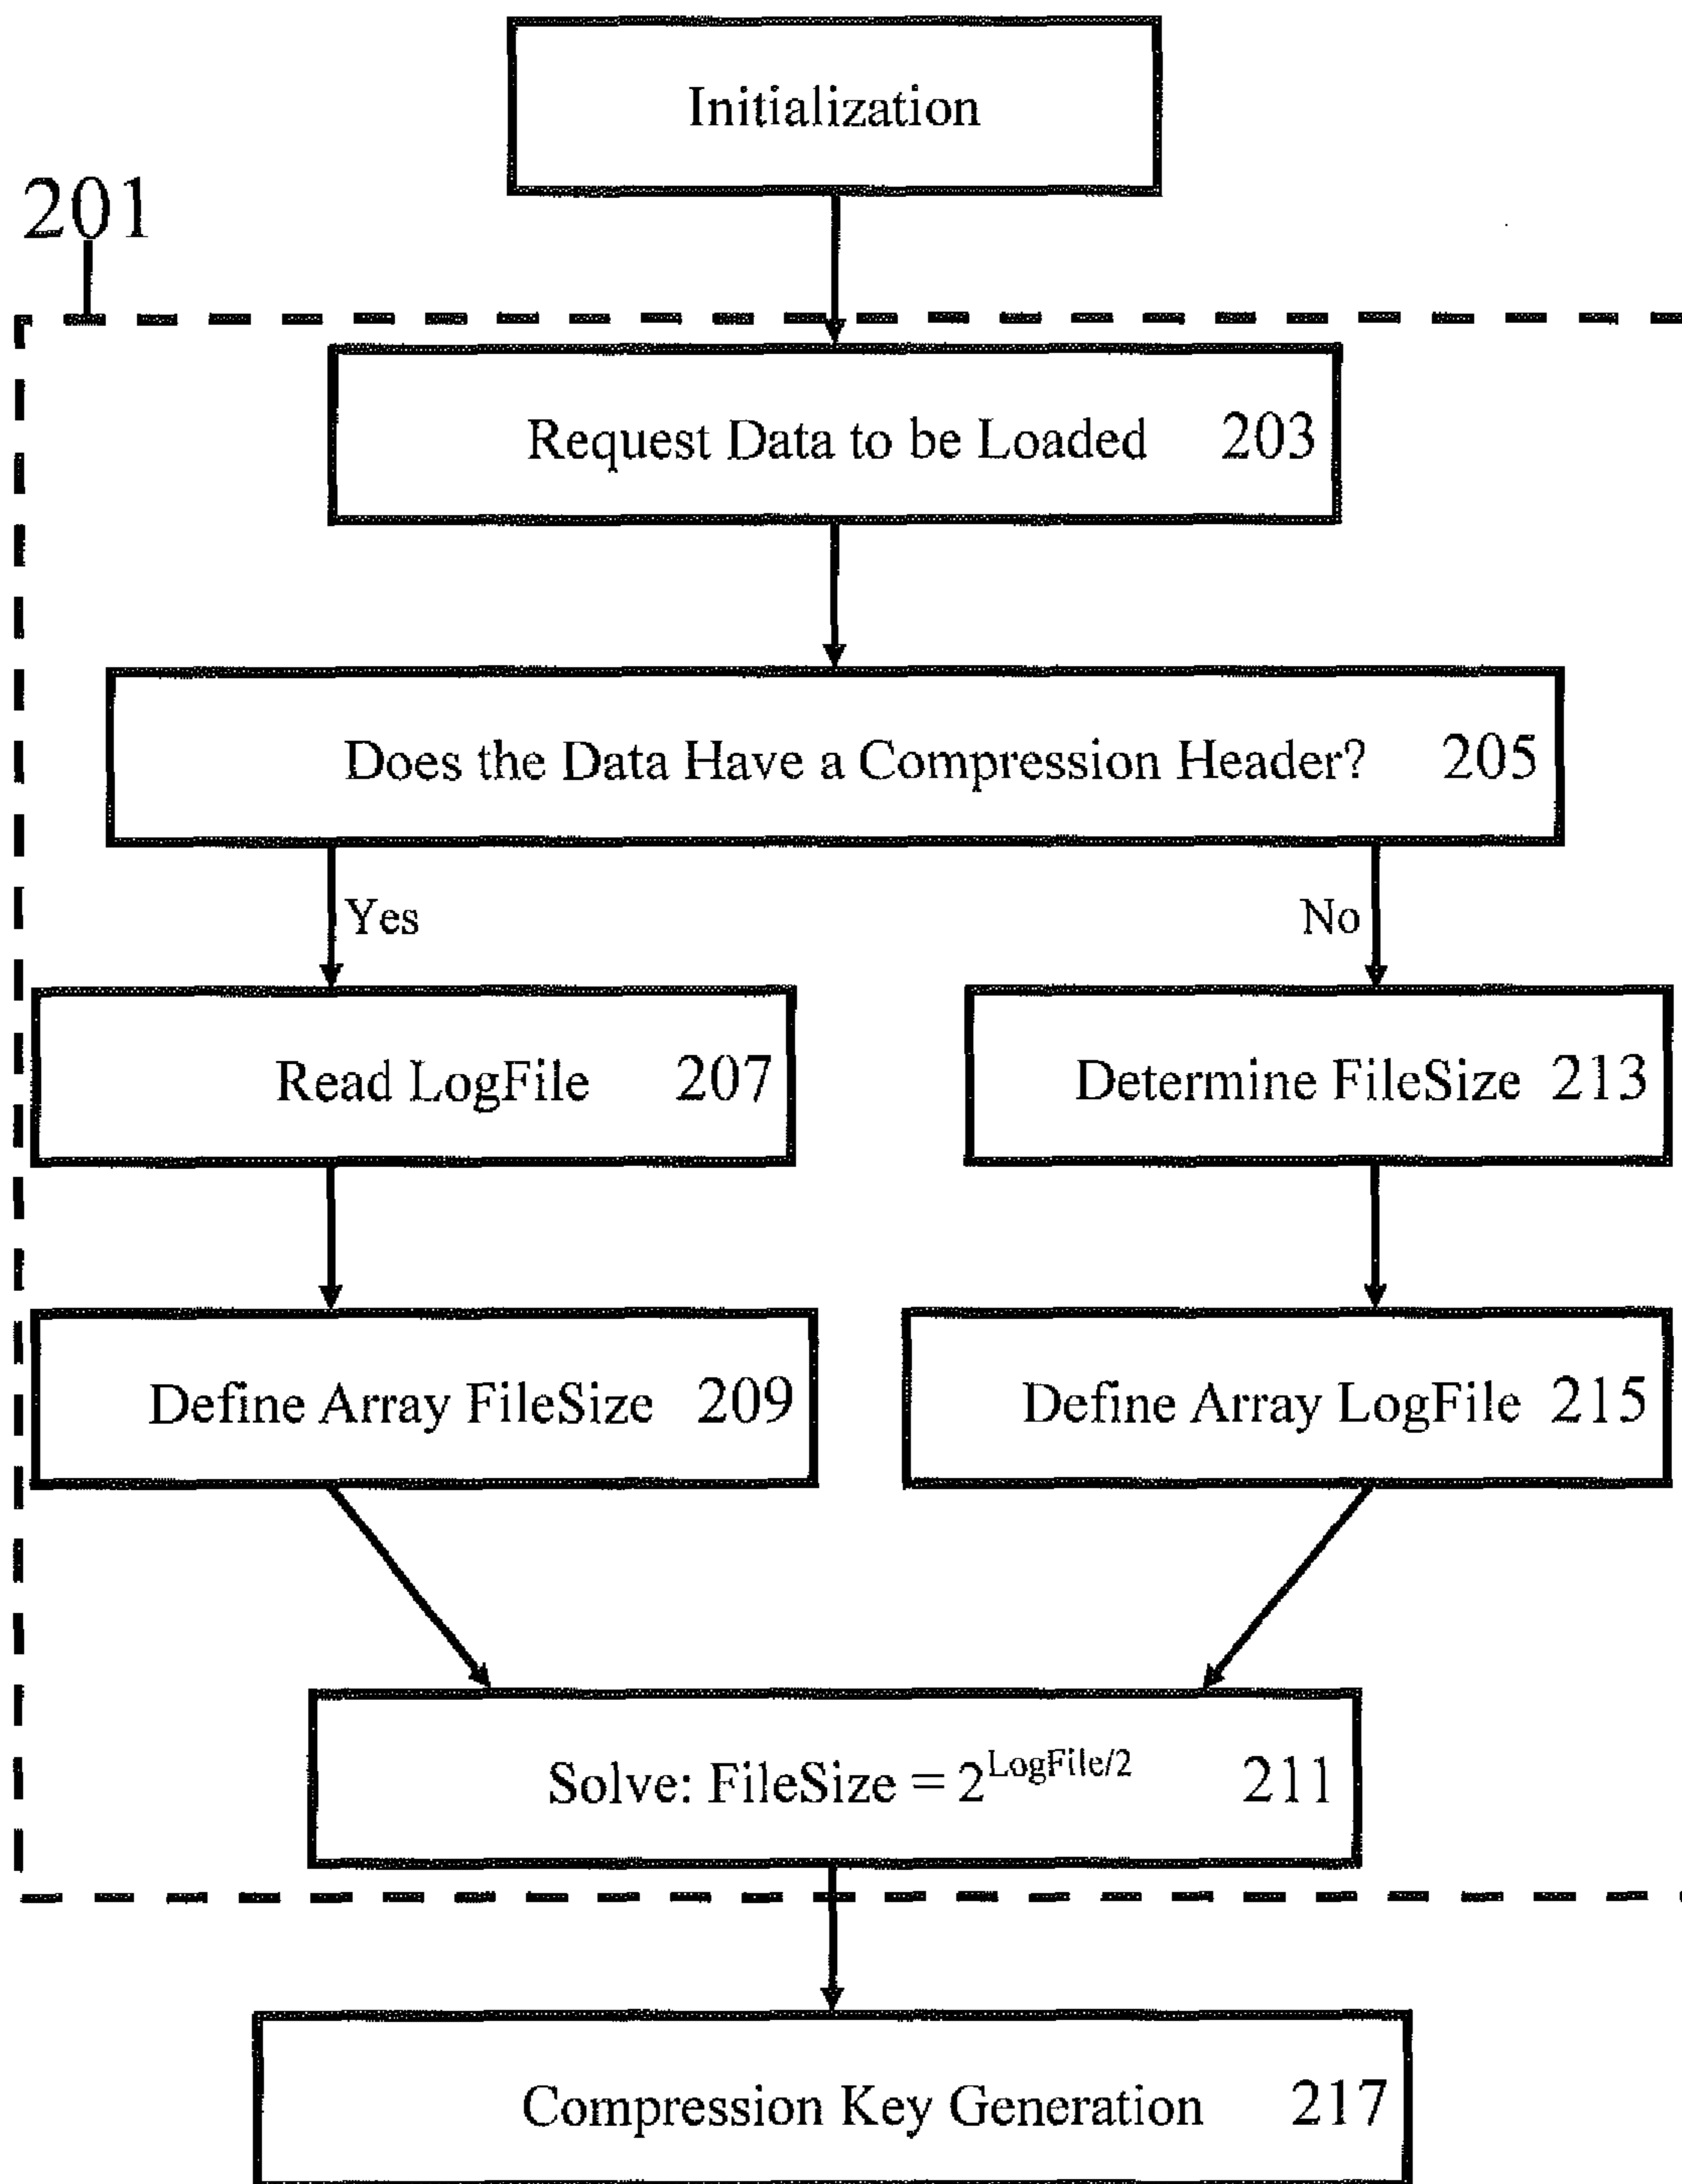 Initialization
201
Request Data to be Loaded 203
Does the Data Have a Compression Header? 205
Yes
No
Read LogFile 207
Determine FileSize 213
Define Array FileSize 209
Define Array LogFile 215
Solve: FileSize = 2^LogFile/2 211
Compression Key Generation 217